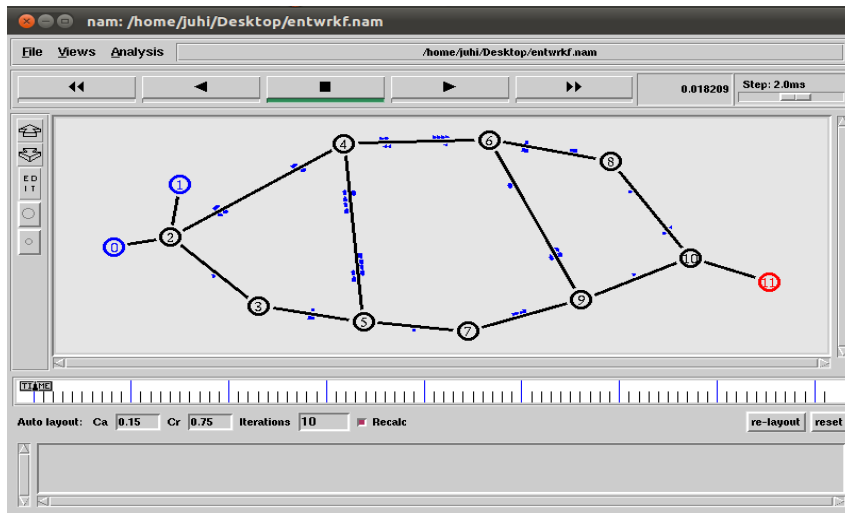 nam: /home/juhi/Desktop/entwrkf.nam
File Views Analysis /home/juhi/Desktop/entwrkf.nam
0.018209 Step: 2.0ms
ED
IT
4
6
8
1
0
2
10
11
3
9
5
7
TIME
Auto layout: Ca 0.15 Cr 0.75 Iterations 10 Recalc re-layout reset